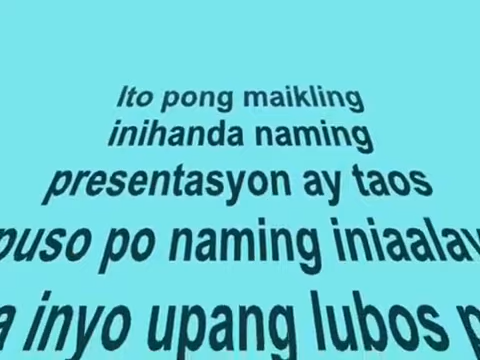 Ito pong maikling
inihanda naming
presentasyon ay taos
puso po naming iniaalay
inyo upang lubos